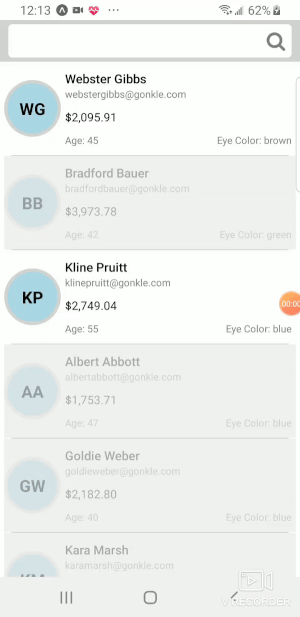 12:13 62%
Webster Gibbs
webstergibbs@gonkle.com
WG
$2,095.91
Age: 45 Eye Color: brown
Bradford Bauer
bradfordbauer@gonkle.com
BB
$3,973.78
Age: 42 Eye Color: green
Kline Pruitt
klinepruitt@gonkle.com
KP
$2,749.04
00:00
Age: 55 Eye Color: blue
Albert Abbott
albertabbott@gonkle.com
AA
$1,753.71
Age: 47 Eye Color: blue
Goldie Weber
goldieweber@gonkle.com
GW
$2,182.80
Age: 40 Eye Color: blue
Kara Marsh
karamarsh@gonkle.com
KM
V RECORDER